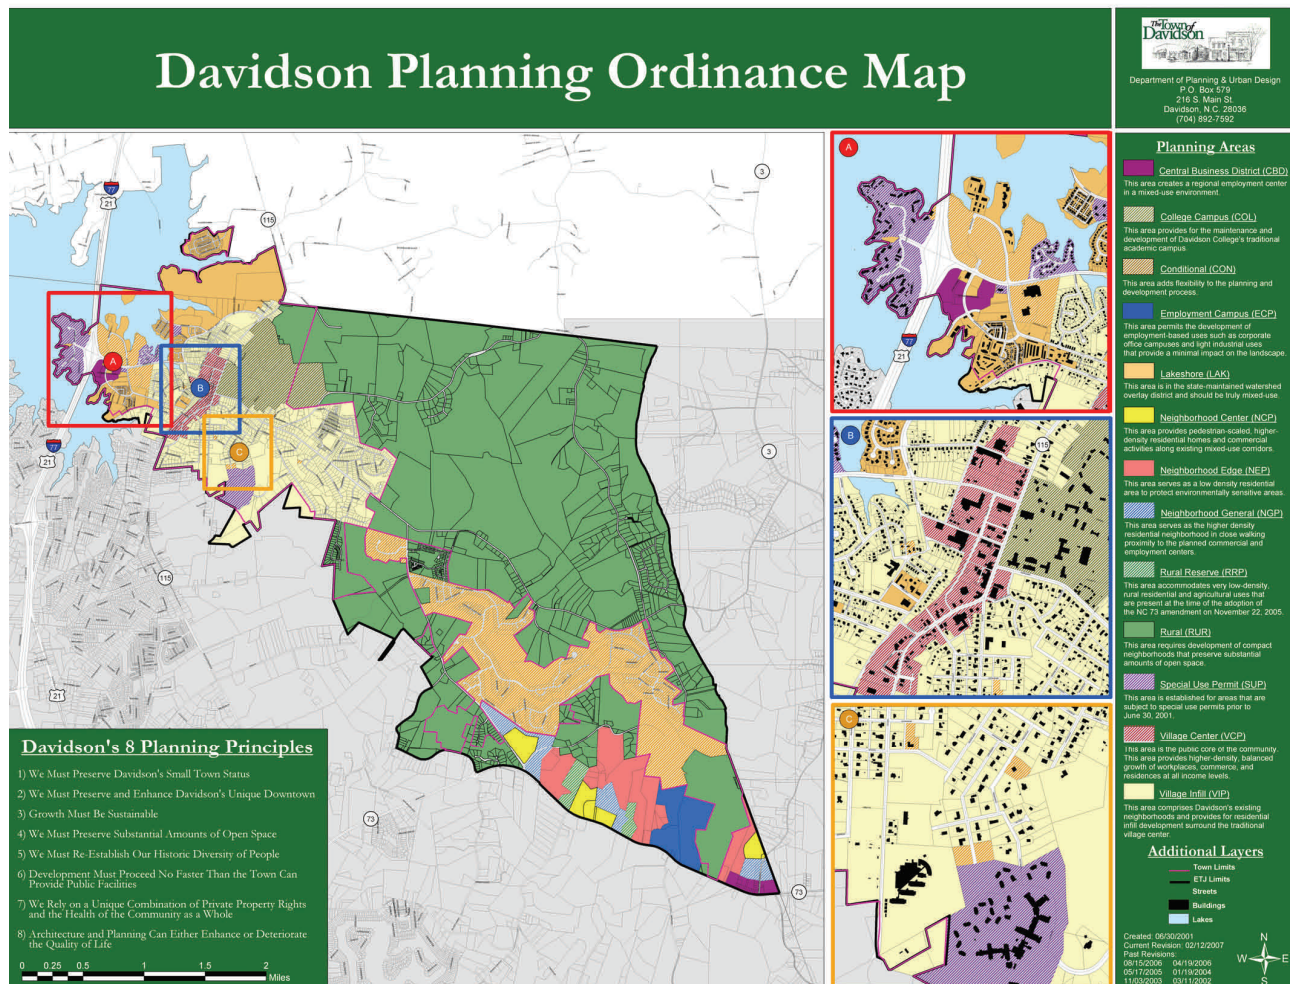 Davidson Planning Ordinance Map
The Town of
Davidson
Department of Planning & Urban Design
P.O. Box 579
216 S. Main St.
Davidson, N.C. 28036
(704) 892-7592
77
21
115
3
A
B
C
77
21
3
115
21
73
73
Davidson's 8 Planning Principles
1) We Must Preserve Davidson's Small Town Status
2) We Must Preserve and Enhance Davidson's Unique Downtown
3) Growth Must Be Sustainable
4) We Must Preserve Substantial Amounts of Open Space
5) We Must Re-Establish Our Historic Diversity of People
6) Development Must Proceed No Faster Than the Town Can
Provide Public Facilities
7) We Rely on a Unique Combination of Private Property Rights
and the Health of the Community as a Whole
8) Architecture and Planning Can Either Enhance or Deteriorate
the Quality of Life
0 0.25 0.5 1 1.5 2
Miles
A
77
21
B
115
C
Planning Areas
Central Business District (CBD)
This area creates a regional employment center
in a mixed-use environment.
College Campus (COL)
This area provides for the maintenance and
development of Davidson College's traditional
academic campus.
Conditional (CON)
This area adds flexibility to the planning and
development process.
Employment Campus (ECP)
This area permits the development of
employment-based uses such as corporate
office campuses and light industrial uses
that provide a minimal impact on the landscape.
Lakeshore (LAK)
This area is in the state-maintained watershed
overlay district and should be truly mixed-use.
Neighborhood Center (NCP)
This area provides pedestrian-scaled, higher-
density residential homes and commercial
activities along existing mixed-use corridors.
Neighborhood Edge (NEP)
This area serves as a low density residential
area to protect environmentally sensitive areas.
Neighborhood General (NGP)
This area serves as the higher density
residential neighborhood in close walking
proximity to the planned commercial and
employment centers.
Rural Reserve (RRP)
This area accommodates very low-density,
rural residential and agricultural uses that
are present at the time of the adoption of
the NC 73 amendment on November 22, 2005.
Rural (RUR)
This area requires development of compact
neighborhoods that preserve substantial
amounts of open space.
Special Use Permit (SUP)
This area is established for areas that are
subject to special use permits prior to
June 30, 2001.
Village Center (VCP)
This area is the public core of the community.
This area provides higher-density, balanced
growth of workplaces, commerce, and
residences at all income levels.
Village Infill (VIP)
This area comprises Davidson's existing
neighborhoods and provides for residential
infill development surround the traditional
village center.
Additional Layers
Town Limits
ETJ Limits
Streets
Buildings
Lakes
Created: 06/30/2001
Current Revision: 02/12/2007
Past Revisions:
08/15/2006 04/19/2006
05/17/2005 01/19/2004
11/03/2003 03/11/2002
N
W E
S